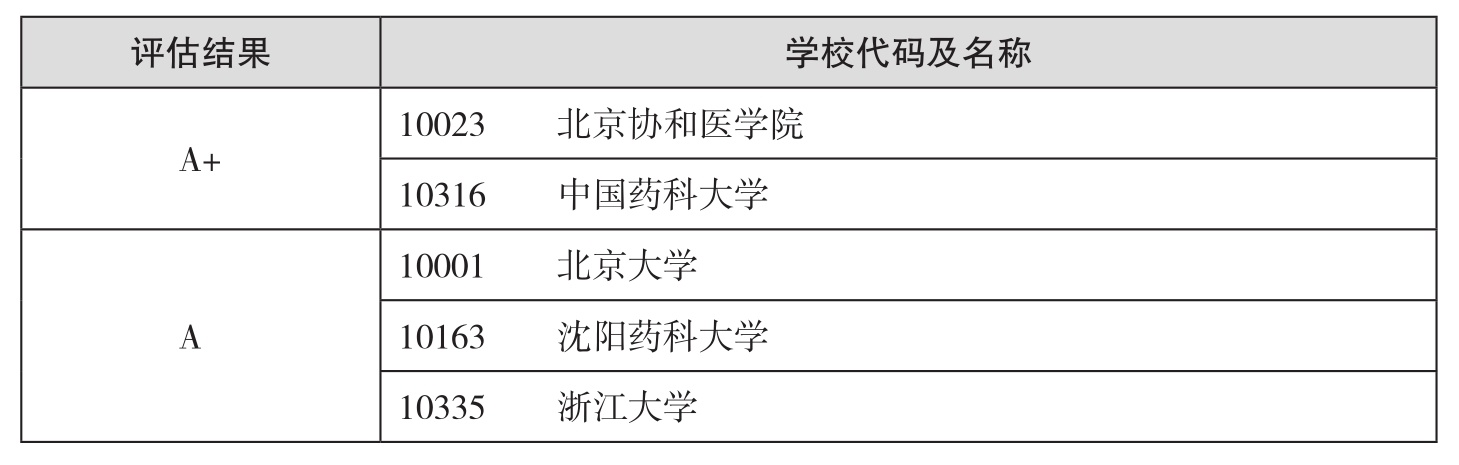 评估结果 学校代码及名称
A+
10023 北京协和医学院
10316 中国药科大学
A
10001 北京大学
10163 沈阳药科大学
10335 浙江大学